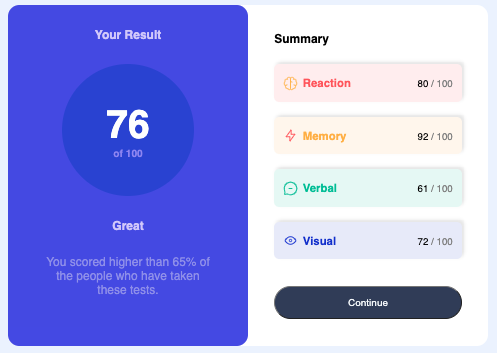 Your Result
76
of 100
Great
You scored higher than 65% of
the people who have taken
these tests.
Summary
Reaction 80 / 100
Memory 92 / 100
Verbal 61 / 100
Visual 72 / 100
Continue